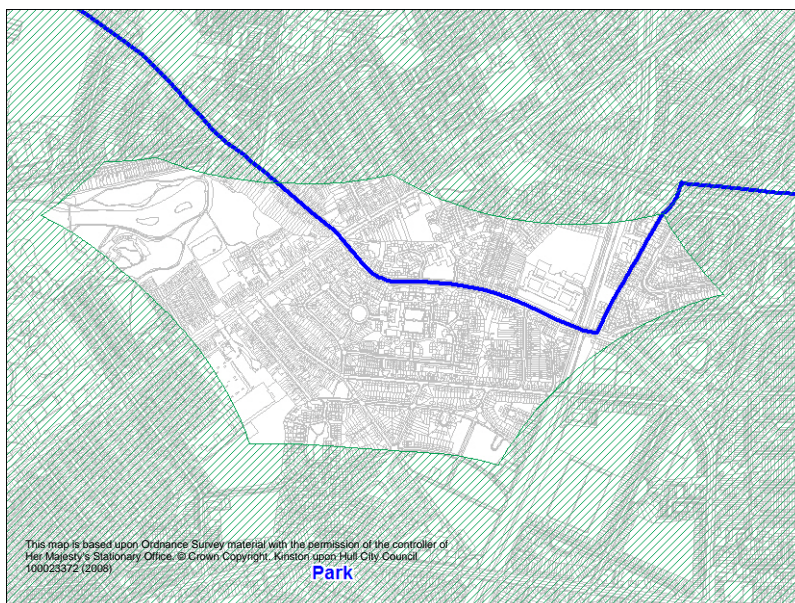 This map is based upon Ordnance Survey material with the permission of the controller of
Her Majesty's Stationary Office. © Crown Copyright. Kinston upon Hull City Council
100023372 (2008)
Park